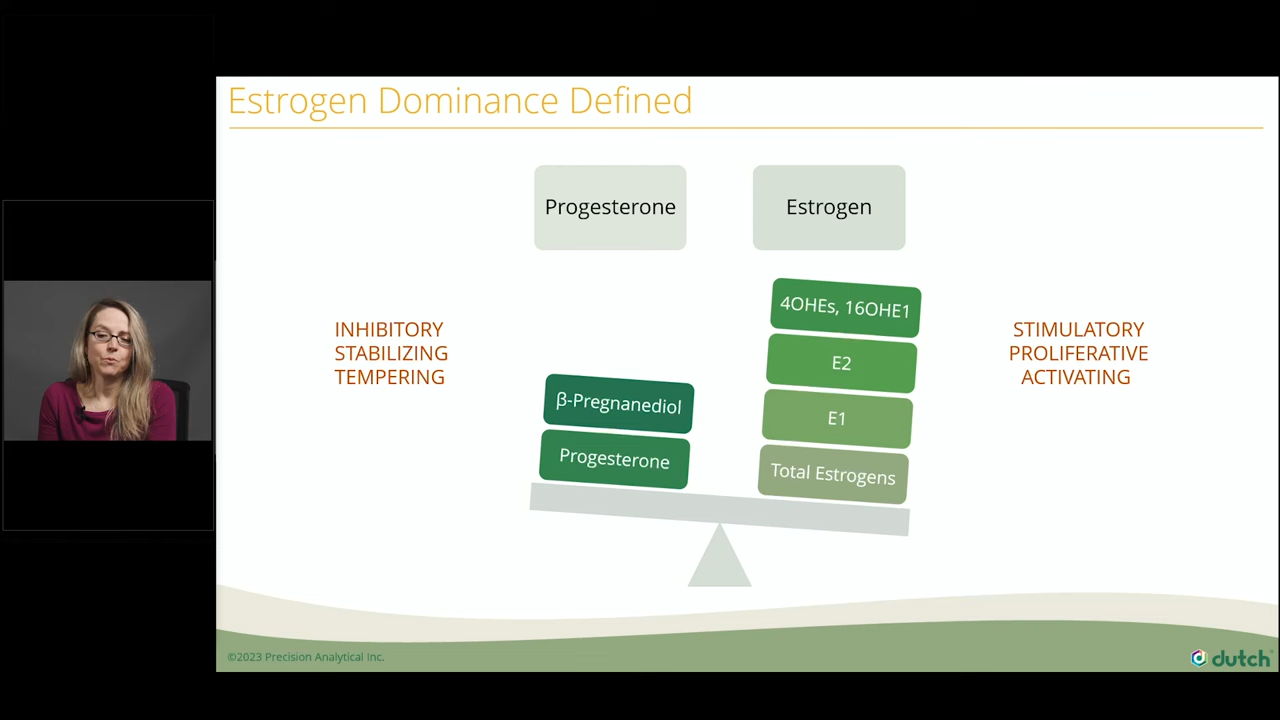 Estrogen Dominance Defined
Progesterone
Estrogen
INHIBITORY
STABILIZING
TEMPERING
β-Pregnanediol
Progesterone
4OHEs, 16OHE1
E2
E1
Total Estrogens
STIMULATORY
PROLIFERATIVE
ACTIVATING
©2023 Precision Analytical Inc.
dutch